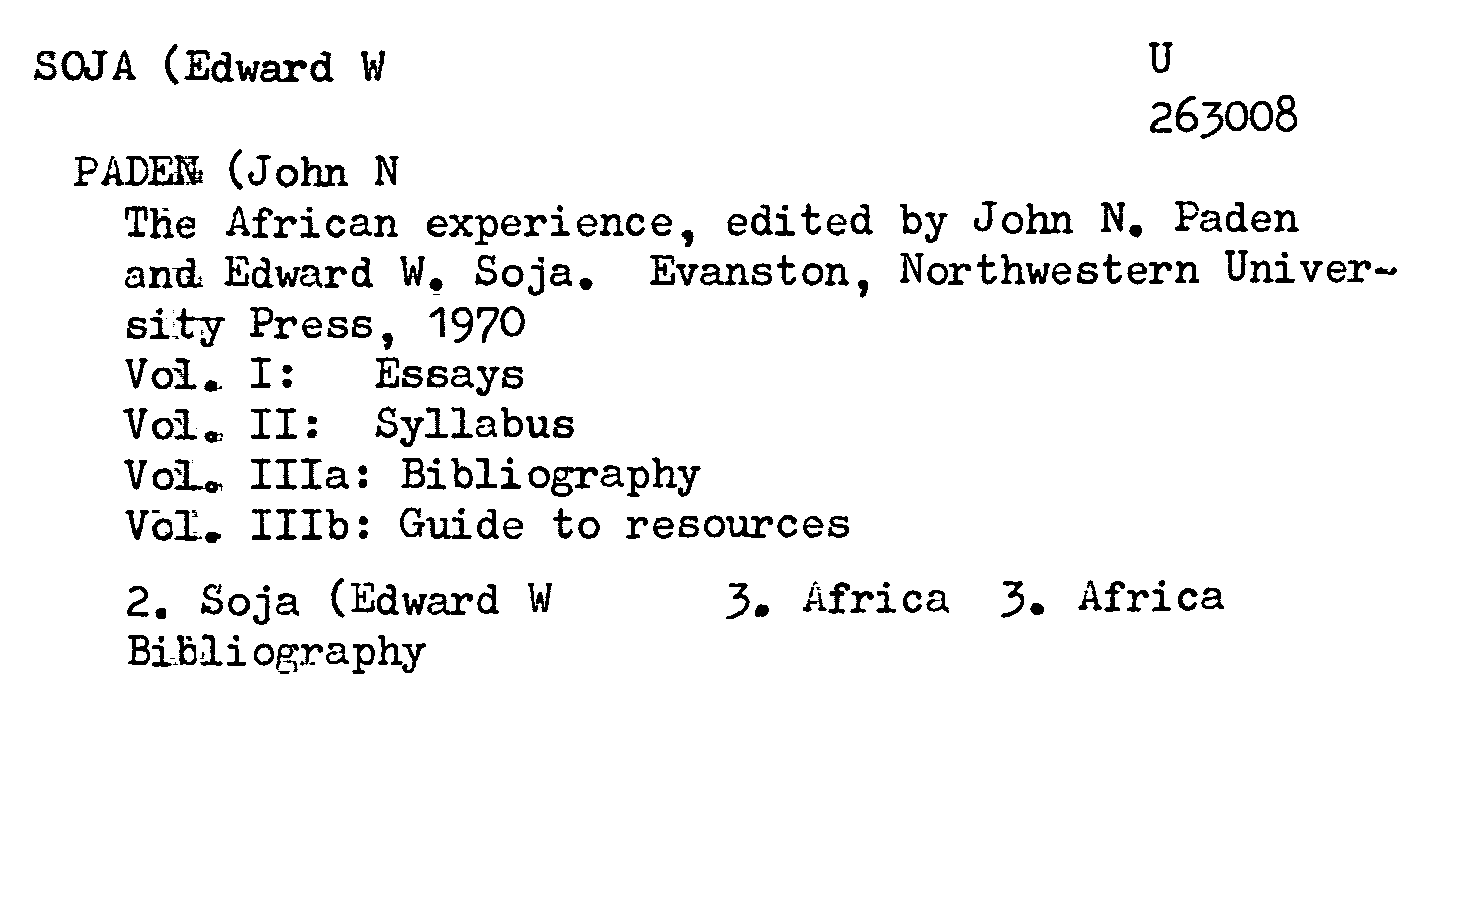 SOJA (Edward W
U
263008
PADEN (John N
The African experience, edited by John N. Paden
and Edward W. Soja. Evanston, Northwestern Univer-
sity Press, 1970
Vol. I: Essays
Vol. II: Syllabus
Vol. IIIa: Bibliography
Vol. IIIb: Guide to resources
2. Soja (Edward W 3. Africa 3. Africa
Bibliography